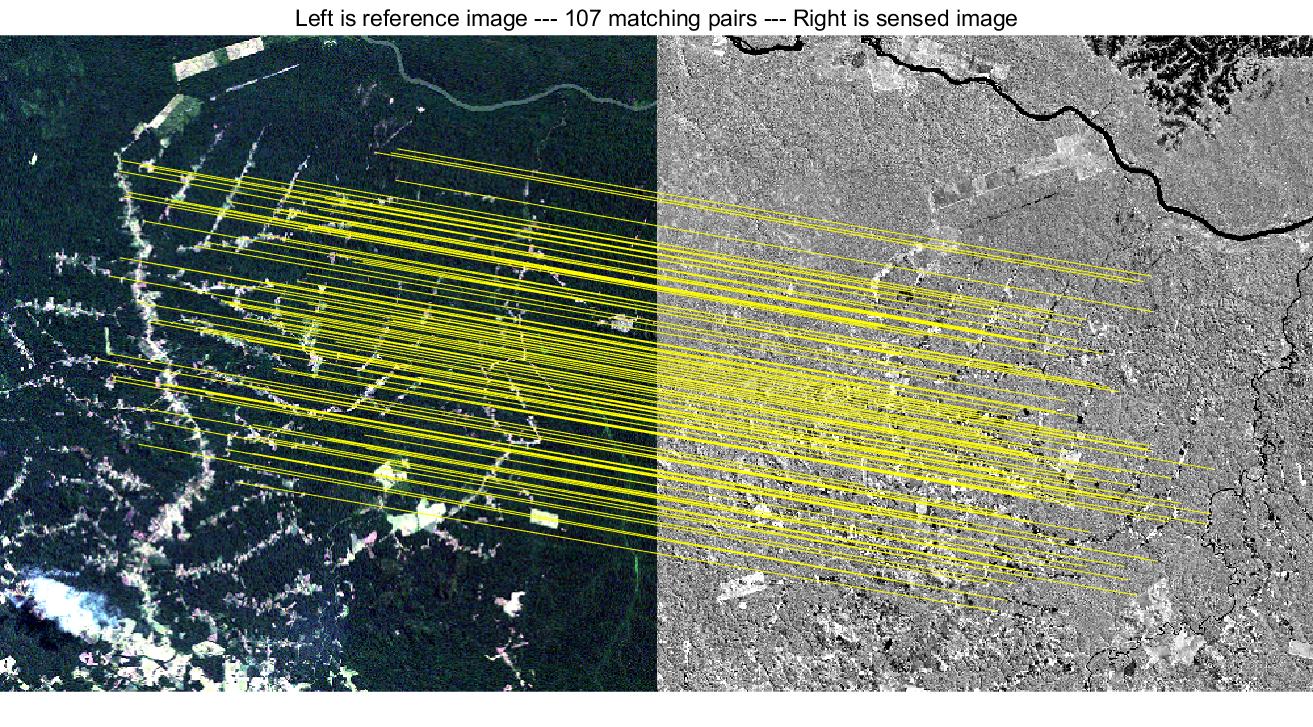 Left is reference image --- 107 matching pairs --- Right is sensed image